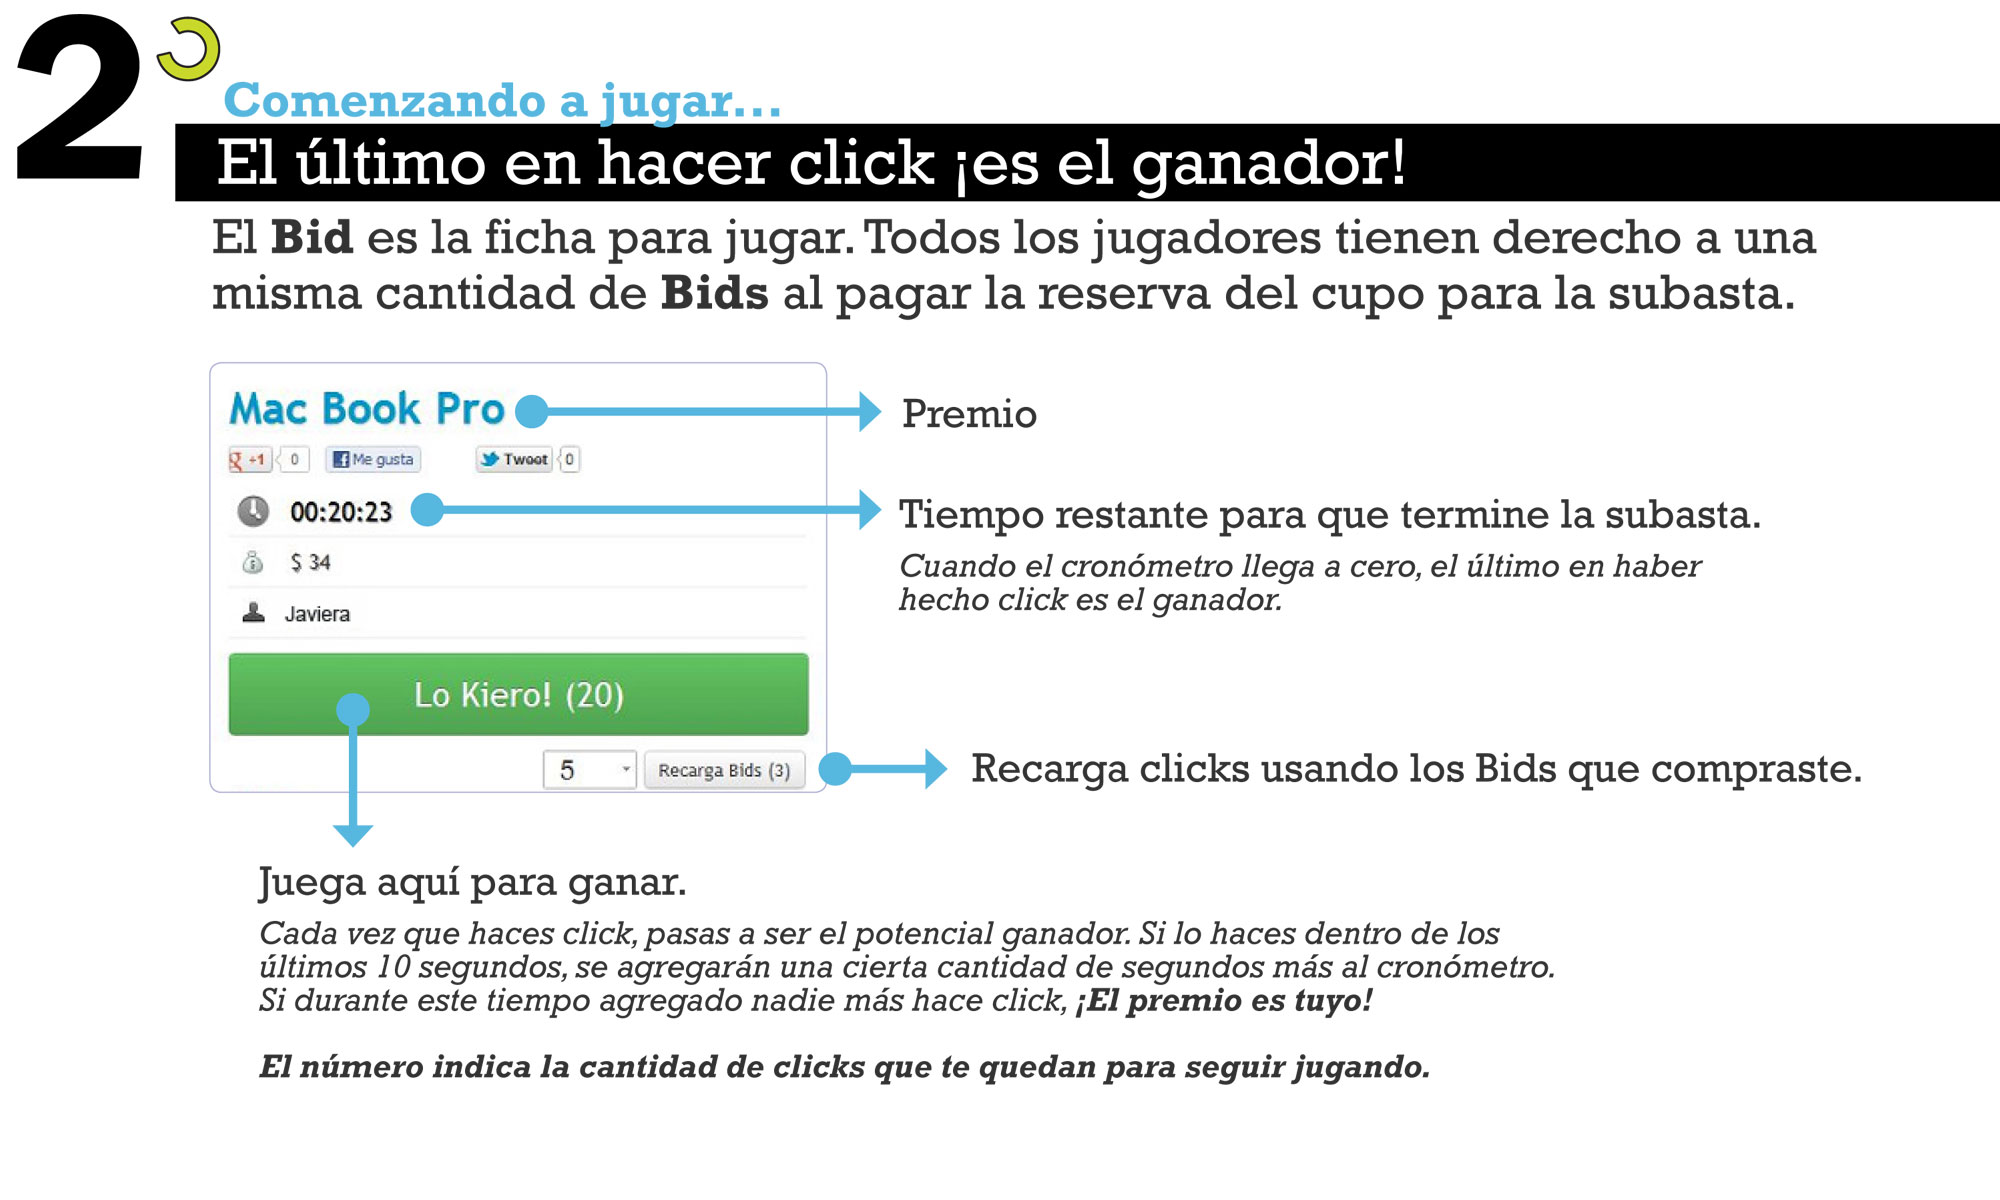 2
Comenzando a jugar...
El último en hacer click ¡es el ganador!
El Bid es la ficha para jugar. Todos los jugadores tienen derecho a una
misma cantidad de Bids al pagar la reserva del cupo para la subasta.
Mac Book Pro
Premio
g +1 0 Me gusta Tweet 0
00:20:23
Tiempo restante para que termine la subasta.
Cuando el cronómetro llega a cero, el último en haber
hecho click es el ganador.
$ 34
Javiera
Lo Kiero! (20)
5 Recarga Bids (3)
Recarga clicks usando los Bids que compraste.
Juega aquí para ganar.
Cada vez que haces click, pasas a ser el potencial ganador. Si lo haces dentro de los
últimos 10 segundos, se agregarán una cierta cantidad de segundos más al cronómetro.
Si durante este tiempo agregado nadie más hace click, ¡El premio es tuyo!
El número indica la cantidad de clicks que te quedan para seguir jugando.